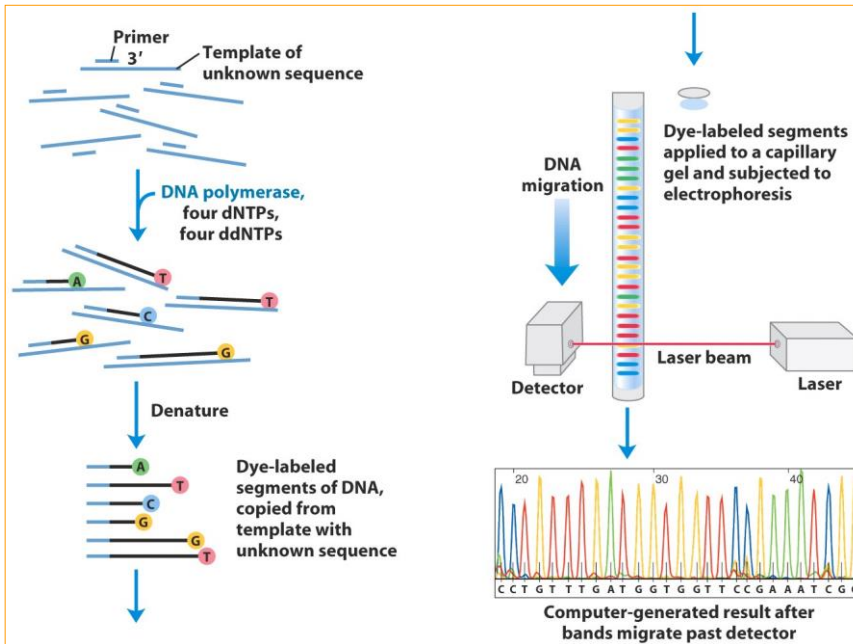 Primer
3′
Template of
unknown sequence
DNA polymerase,
four dNTPs,
four ddNTPs
A
T
T
C
G
G
Denature
A
T
C
G
G
T
Dye-labeled
segments of DNA,
copied from
template with
unknown sequence
Dye-labeled segments
applied to a capillary
gel and subjected to
electrophoresis
DNA
migration
Detector
Laser beam
Laser
20 30 40
C C T G T T T G A T G G T G G T T C C G A A A T C G
Computer-generated result after
bands migrate past detector